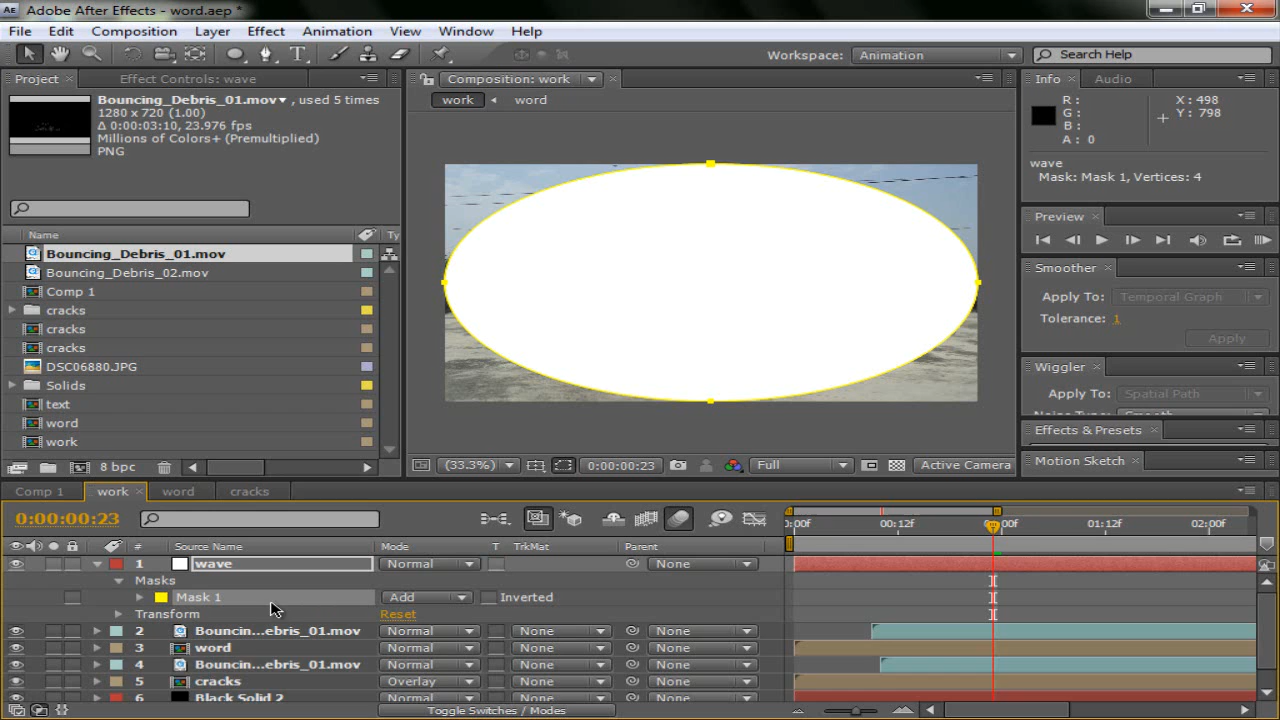 Adobe After Effects - word.aep *
File Edit Composition Layer Effect Animation View Window Help
Workspace: Animation Search Help
Project Effect Controls: wave
Composition: work
Info Audio
Bouncing_Debris_01.mov , used 5 times
1280 x 720 (1.00)
Δ 0:00:03:10, 23.976 fps
Millions of Colors+ (Premultiplied)
PNG
work word
R :
G :
B :
A : 0
X : 498
Y : 798
wave
Mask: Mask 1, Vertices: 4
Preview
Smoother
Apply To: Temporal Graph
Tolerance: 1
Apply
Wiggler
Apply To: Spatial Path
Noise Type: Smooth
Effects & Presets
Motion Sketch
Name Ty
Bouncing_Debris_01.mov
Bouncing_Debris_02.mov
Comp 1
cracks
cracks
cracks
DSC06880.JPG
Solids
text
word
work
8 bpc
(33.3%) 0:00:00:23 Full Active Camera
Comp 1 work word cracks
0:00:00:23
:00f 00:12f 01:12f 02:00f
# Source Name Mode T TrkMat Parent
1 wave Normal None
Masks
Mask 1 Add Inverted
Transform Reset
2 Bouncin...ebris_01.mov Normal None None
3 word Normal None None
4 Bouncin...ebris_01.mov Normal None None
5 cracks Overlay None None
6 Black Solid 2 Normal None None
Toggle Switches / Modes